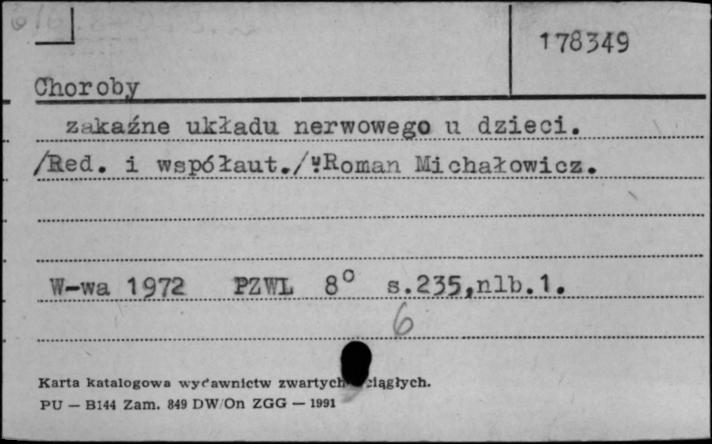 178349
Choroby
zakaźne układu nerwowego u dzieci.
/Red. i współaut./ Roman Michałowicz.
W-wa 1972 PZWL 8° s.235,nlb.1.
6
Karta katalogowa wydawnictw zwartych ciągłych.
PU — B144 Zam. 849 DW/On ZGG — 1991